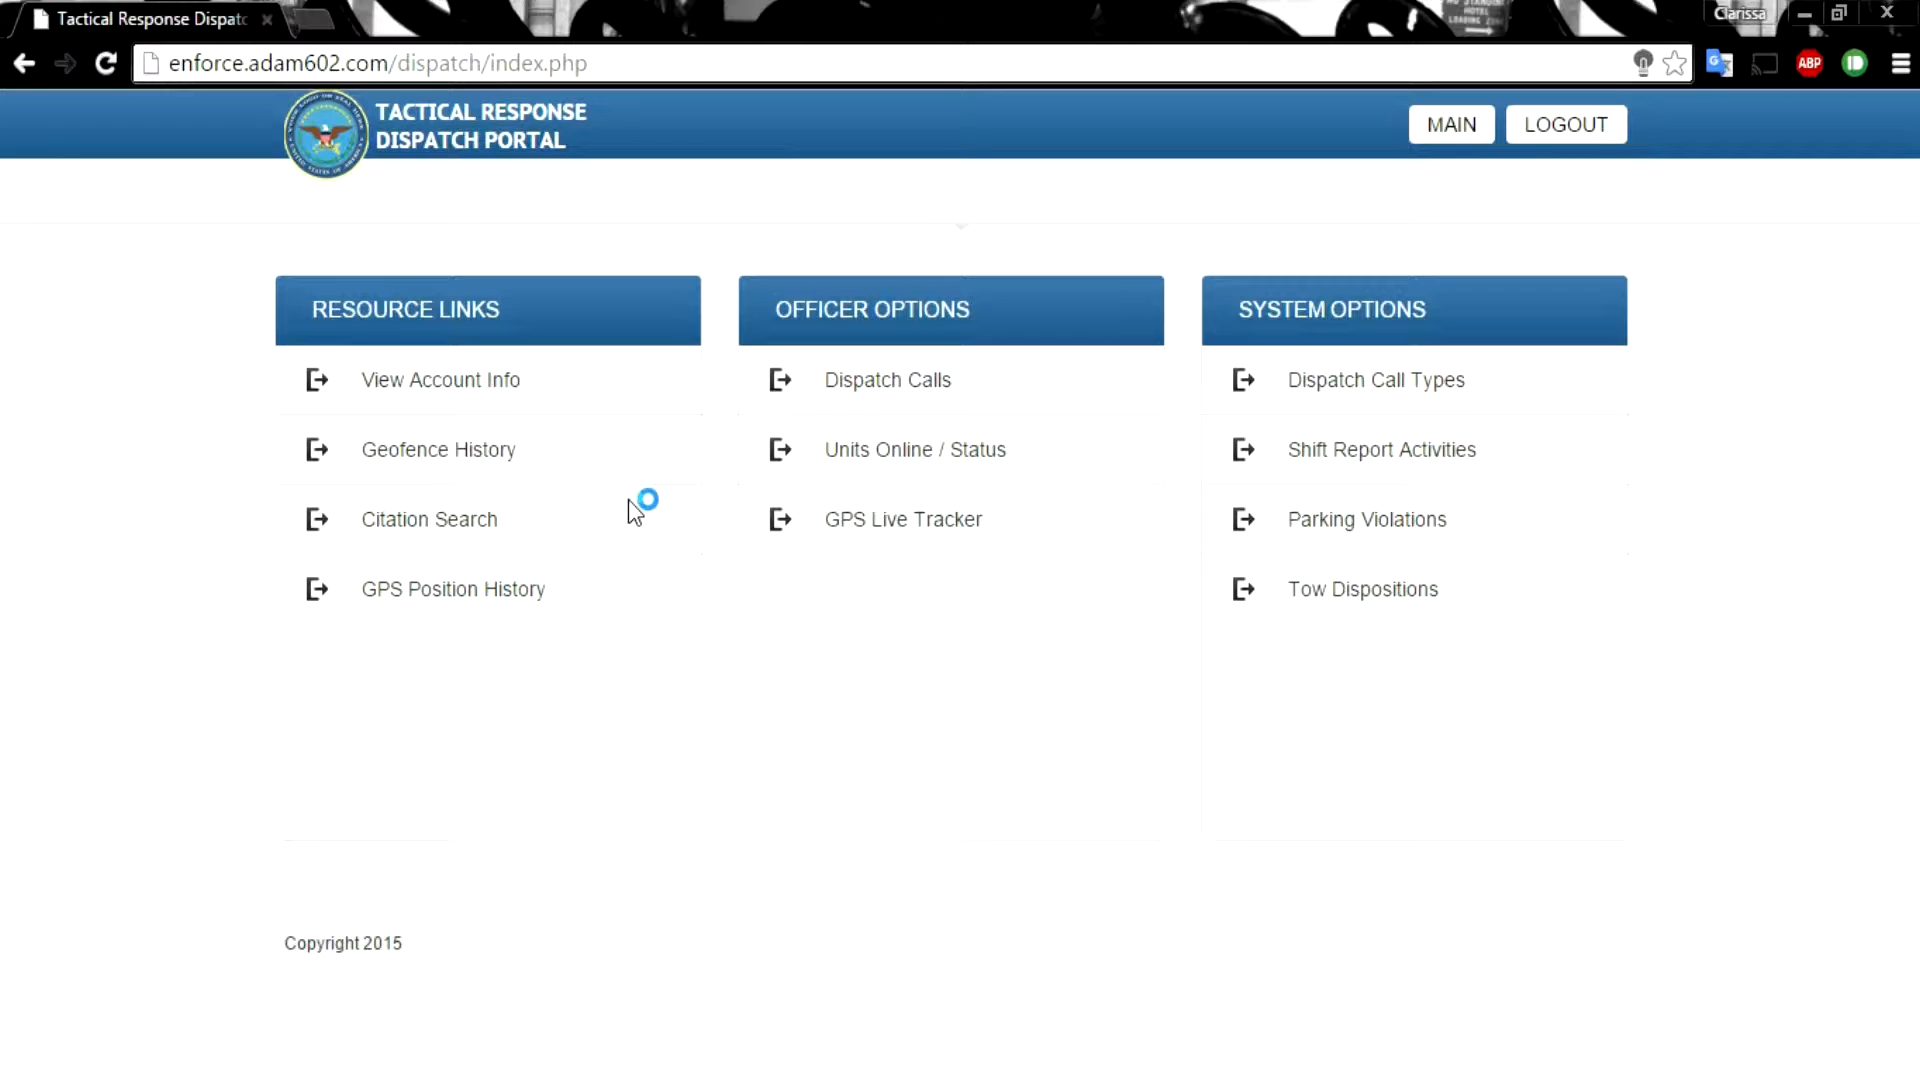 Tactical Response Dispatc
Clarissa
enforce.adam602.com/dispatch/index.php
ABP
TACTICAL RESPONSE
DISPATCH PORTAL
MAIN
LOGOUT
RESOURCE LINKS
View Account Info
Geofence History
Citation Search
GPS Position History
OFFICER OPTIONS
Dispatch Calls
Units Online / Status
GPS Live Tracker
SYSTEM OPTIONS
Dispatch Call Types
Shift Report Activities
Parking Violations
Tow Dispositions
Copyright 2015